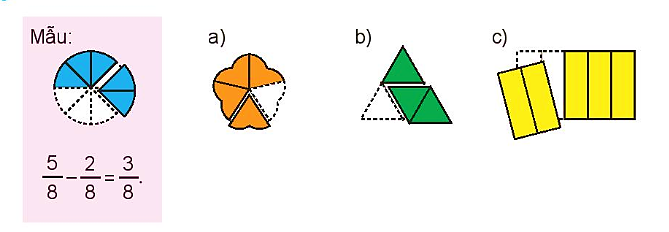 Mẫu:
a)
b)
c)
5/8 − 2/8 = 3/8.